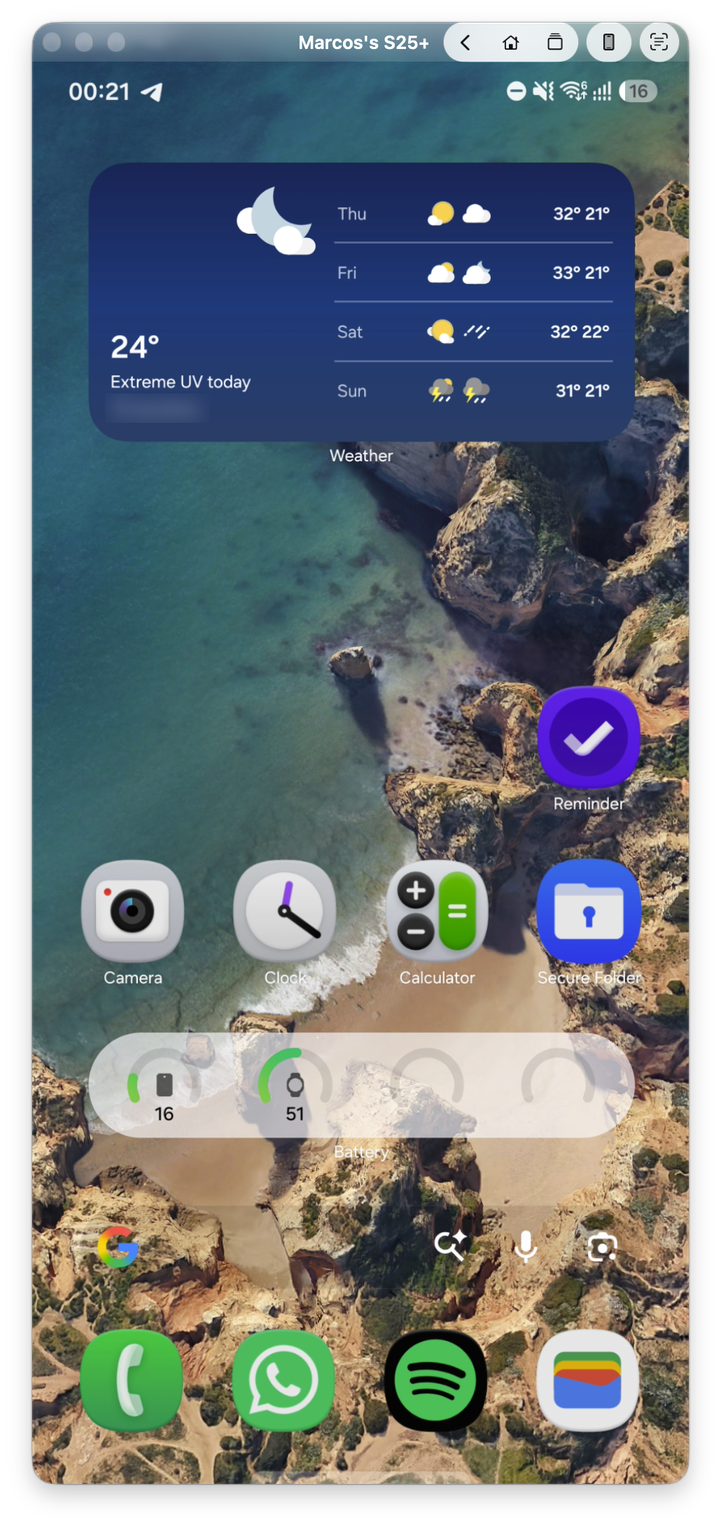 Marcos's S25+
00:21
6
16
Thu 32° 21°
Fri 33° 21°
Sat 32° 22°
Sun 31° 21°
24°
Extreme UV today
Weather
Reminder
Camera Clock Calculator Secure Folder
16 51
Battery